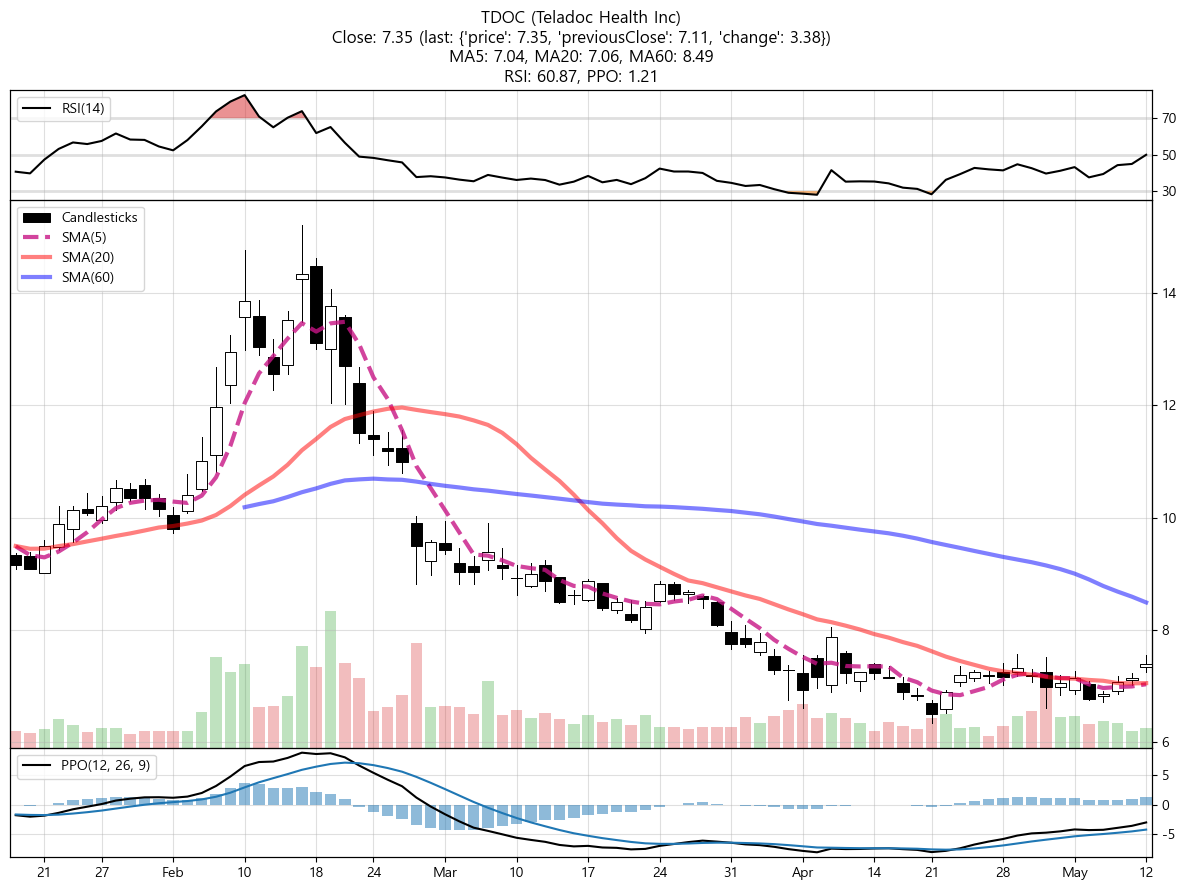 TDOC (Teladoc Health Inc)
Close: 7.35 (last: {'price': 7.35, 'previousClose': 7.11, 'change': 3.38})
MA5: 7.04, MA20: 7.06, MA60: 8.49
RSI: 60.87, PPO: 1.21
RSI(14)
70
50
30
Candlesticks
SMA(5)
SMA(20)
SMA(60)
14
12
10
8
6
PPO(12, 26, 9)
5
0
-5
21 27 Feb 10 18 24 Mar 10 17 24 31 Apr 14 21 28 May 12